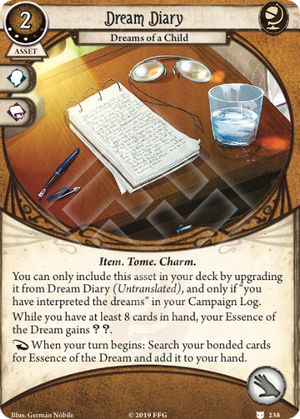 2
Dream Diary
ASSET
Dreams of a Child
Item. Tome. Charm.
You can only include this asset in your deck by upgrading
it from Dream Diary (Untranslated), and only if “you
have interpreted the dreams” in your Campaign Log.
While you have at least 8 cards in hand, your Essence of
the Dream gains
When your turn begins: Search your bonded cards
for Essence of the Dream and add it to your hand.
Illus. Germán Nóbile
© 2019 FFG
238